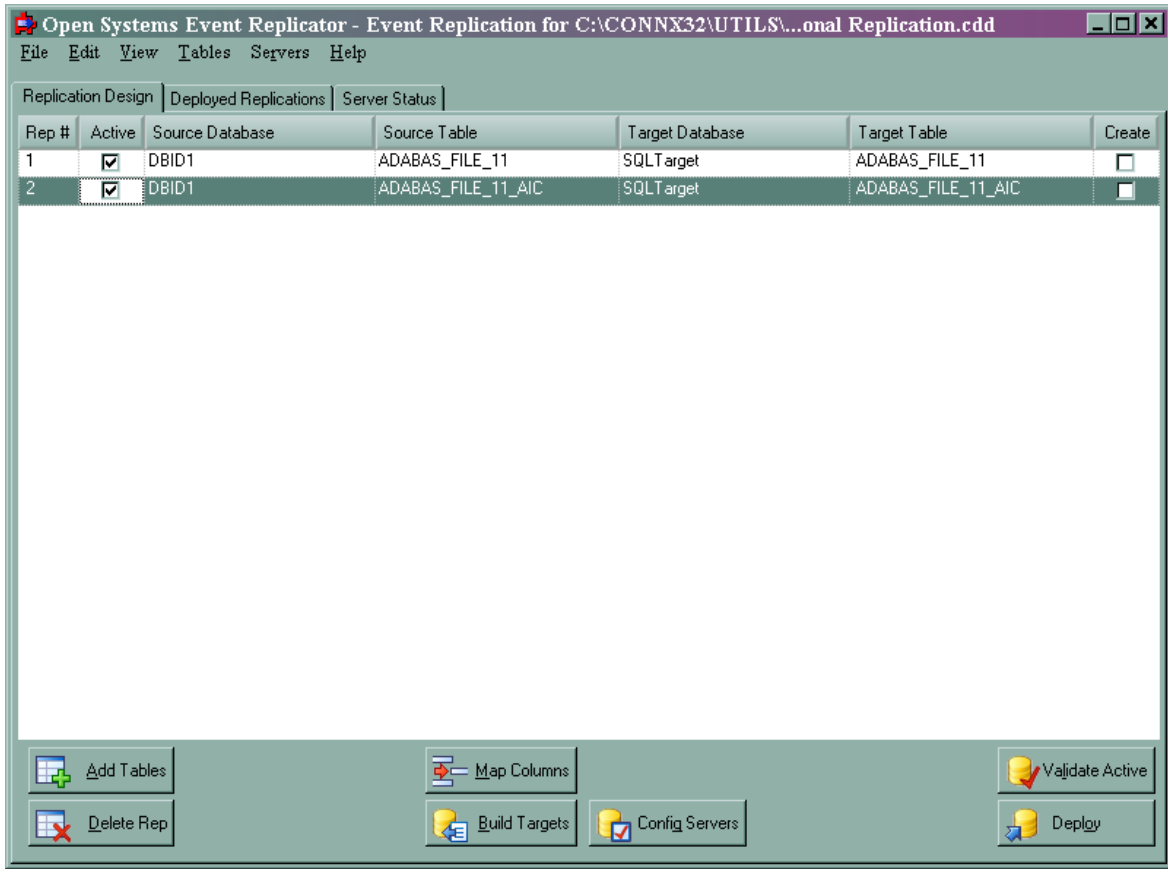 Open Systems Event Replicator - Event Replication for C:\CONNX32\UTILS\...onal Replication.cdd
File Edit View Tables Servers Help
Replication Design Deployed Replications Server Status
Rep # Active Source Database Source Table Target Database Target Table Create
1 DBID1 ADABAS_FILE_11 SQLTarget ADABAS_FILE_11
2 DBID1 ADABAS_FILE_11_AIC SQLTarget ADABAS_FILE_11_AIC
Add Tables Map Columns Validate Active
Delete Rep Build Targets Config Servers Deploy